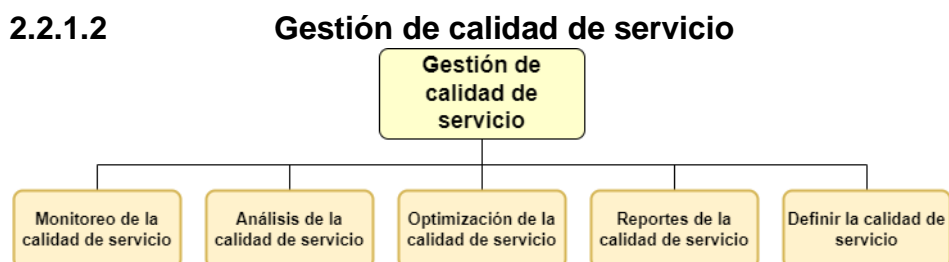 2.2.1.2 Gestión de calidad de servicio
Gestión de
calidad de
servicio
Monitoreo de la
calidad de servicio
Análisis de la
calidad de servicio
Optimización de la
calidad de servicio
Reportes de la
calidad de servicio
Definir la calidad de
servicio